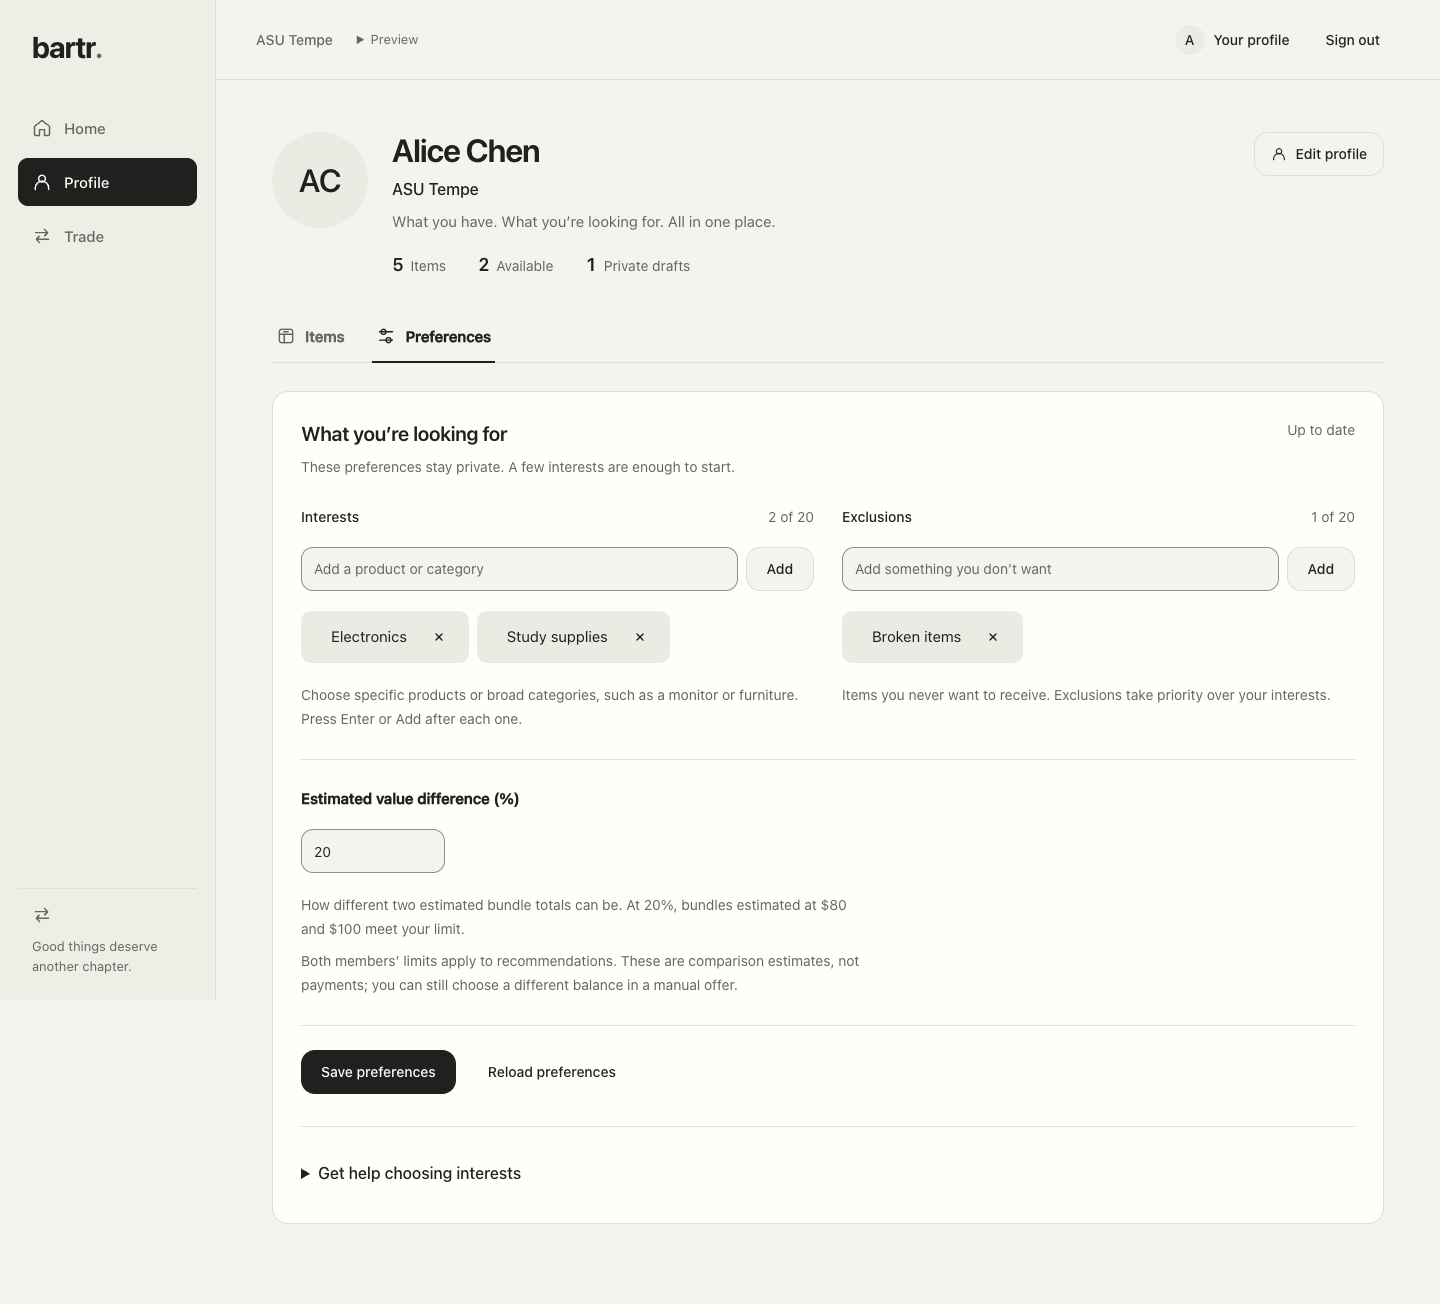 bartr.
ASU Tempe
Preview
A
Your profile
Sign out
Home
Profile
Trade
AC
Alice Chen
ASU Tempe
What you have. What you’re looking for. All in one place.
5 Items
2 Available
1 Private drafts
Edit profile
Items
Preferences
What you’re looking for
Up to date
These preferences stay private. A few interests are enough to start.
Interests
2 of 20
Add a product or category
Add
Electronics ×
Study supplies ×
Choose specific products or broad categories, such as a monitor or furniture.
Press Enter or Add after each one.
Exclusions
1 of 20
Add something you don’t want
Add
Broken items ×
Items you never want to receive. Exclusions take priority over your interests.
Estimated value difference (%)
20
How different two estimated bundle totals can be. At 20%, bundles estimated at $80
and $100 meet your limit.
Both members’ limits apply to recommendations. These are comparison estimates, not
payments; you can still choose a different balance in a manual offer.
Save preferences
Reload preferences
Get help choosing interests
Good things deserve
another chapter.